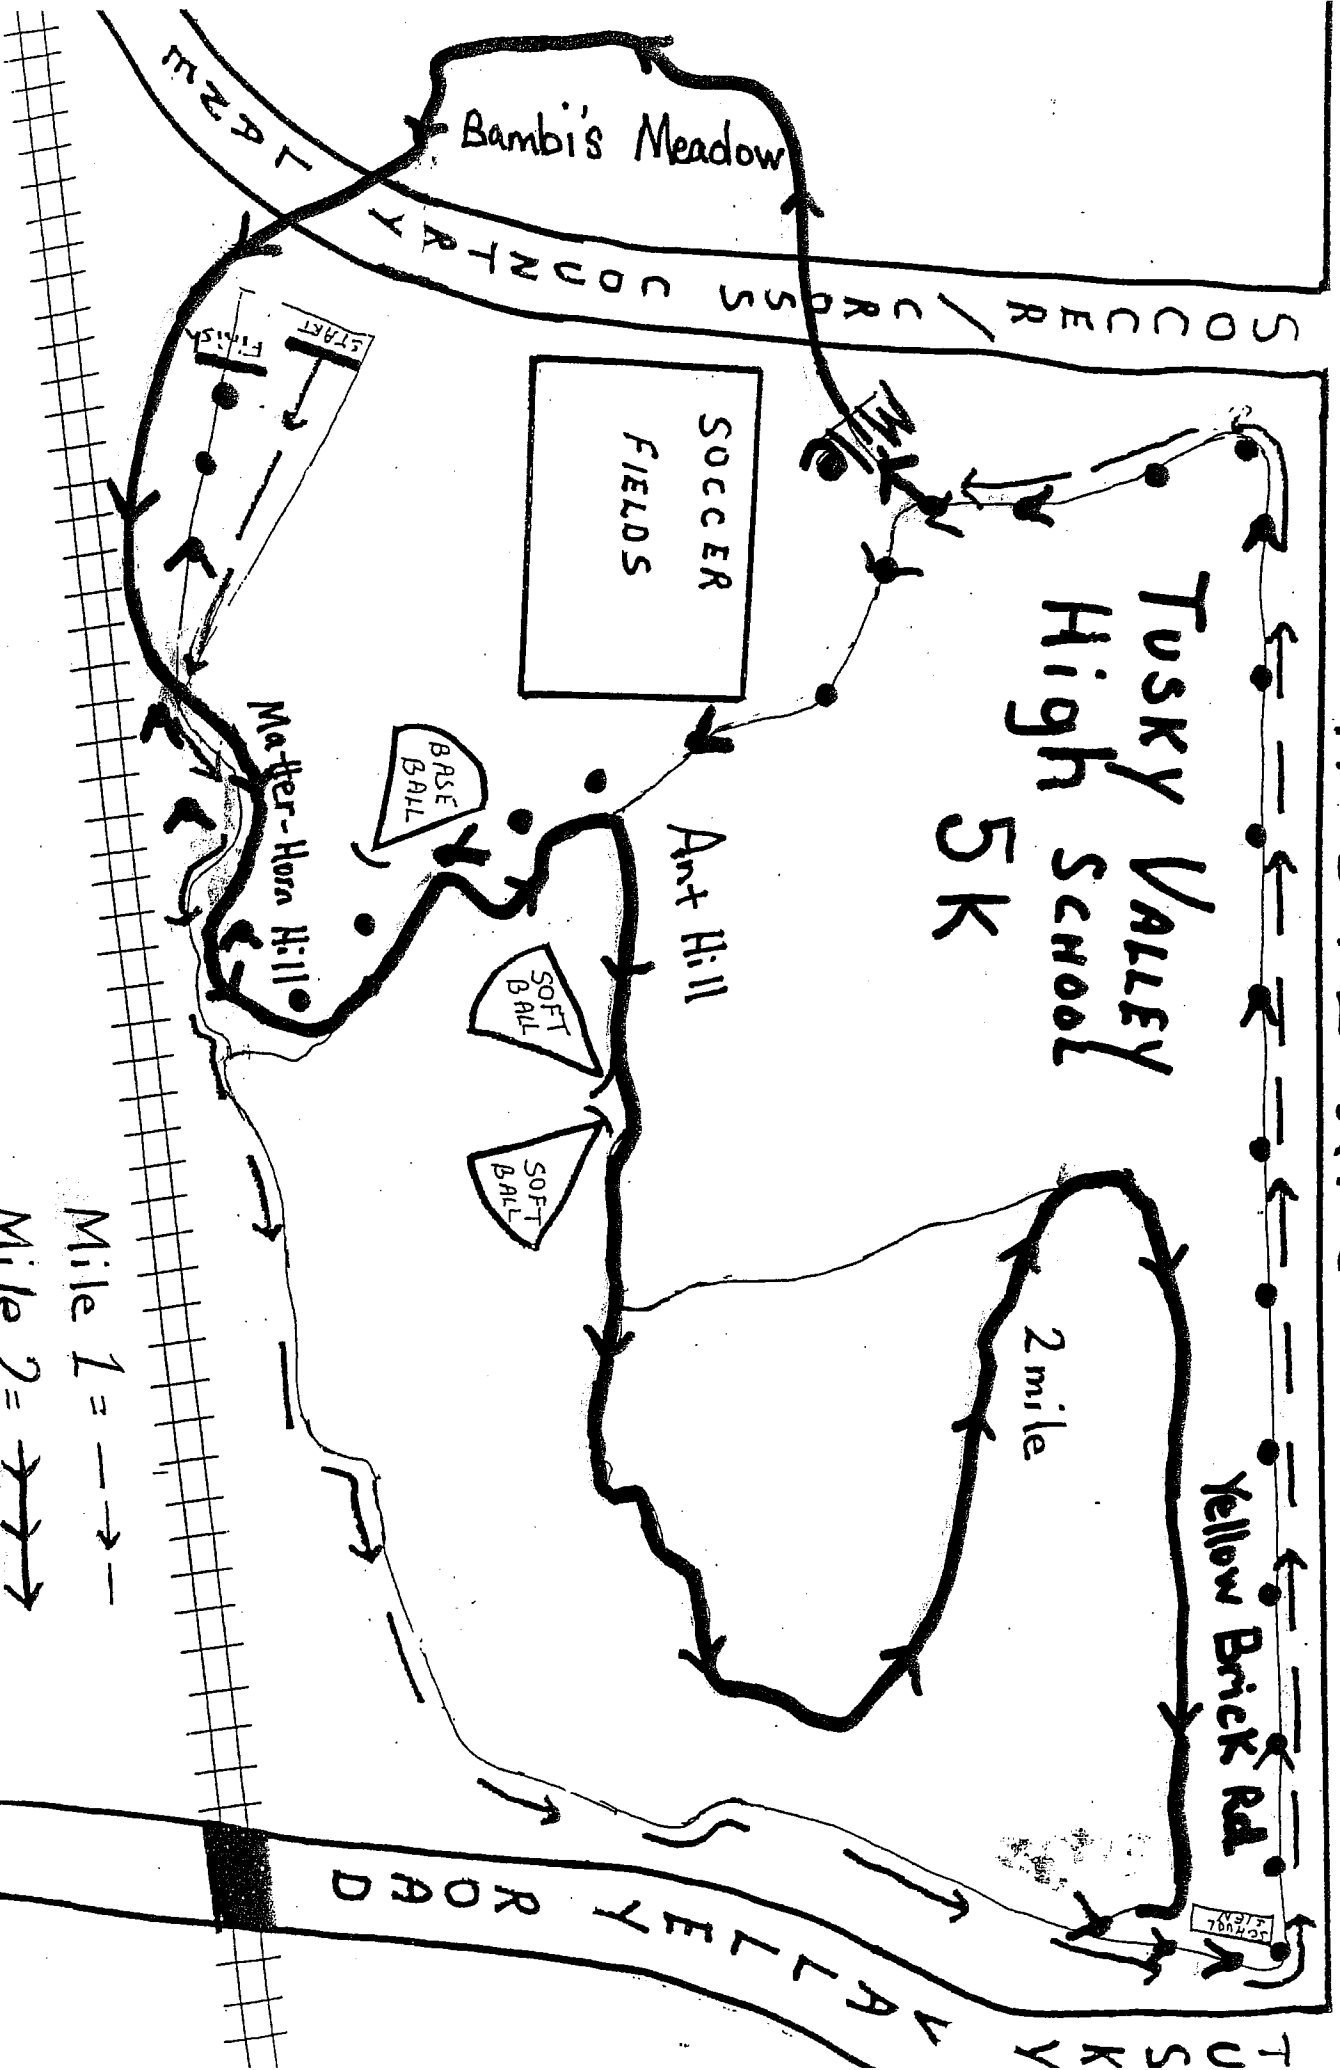 SOCCER / CROSS COUNTRY LANE
Bambi's Meadow
START
Finish
SOCCER
FIELDS
Mile
TUSKY VALLEY
High SCHOOL
5K
Matter-Horn Hill
BASE
BALL
Ant Hill
SOFT
BALL
SOFT
BALL
2 mile
Yellow Brick Rd
SCHOOL
TUSKY
VALLEY ROAD
Mile 1 =
Mile 2 =